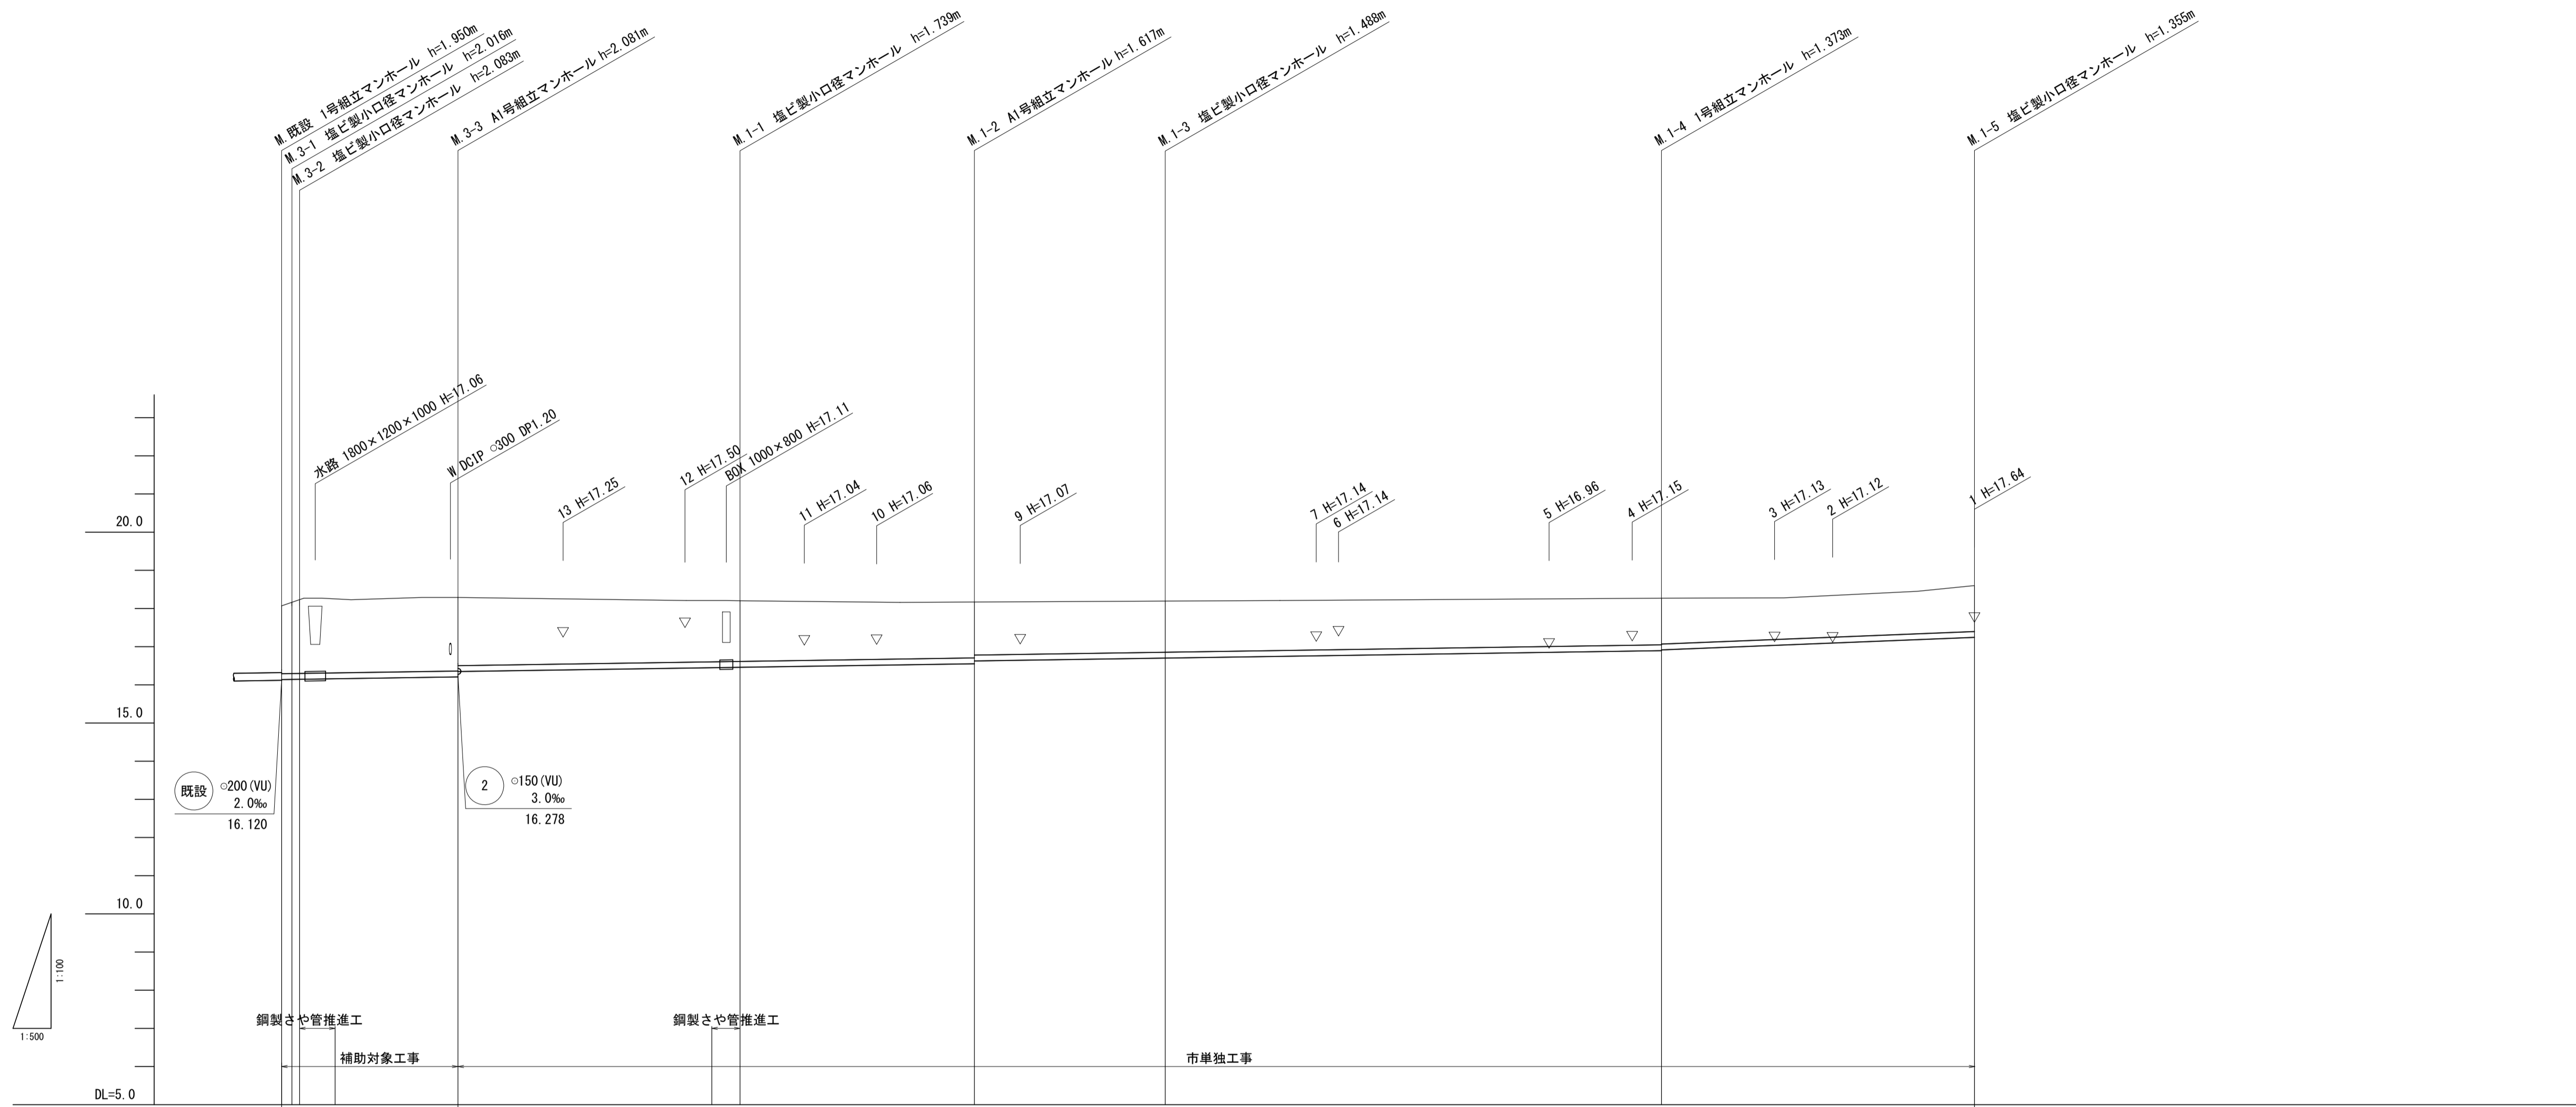 M.既設 1号組立マンホール h=1.950m
M.3-1 塩ビ製小口径マンホール h=2.016m
M.3-2 塩ビ製小口径マンホール h=2.083m
M.3-3 A1号組立マンホール h=2.081m
M.1-1 塩ビ製小口径マンホール h=1.739m
M.1-2 A1号組立マンホール h=1.617m
M.1-3 塩ビ製小口径マンホール h=1.488m
M.1-4 1号組立マンホール h=1.373m
M.1-5 塩ビ製小口径マンホール h=1.355m
水路 1800×1200×1000 H=17.06
W DCIP ○300 DP1.20
13 H=17.25
12 H=17.50
BOX 1000×800 H=17.11
11 H=17.04
10 H=17.06
9 H=17.07
7 H=17.14
6 H=17.14
5 H=16.96
4 H=17.15
3 H=17.13
2 H=17.12
1 H=17.64
20.0
15.0
既設 ○200(VU)
2.0‰
16.120
2 ○150(VU)
3.0‰
16.278
10.0
1:100
1:500
鋼製さや管推進工
鋼製さや管推進工
補助対象工事
市単独工事
DL=5.0